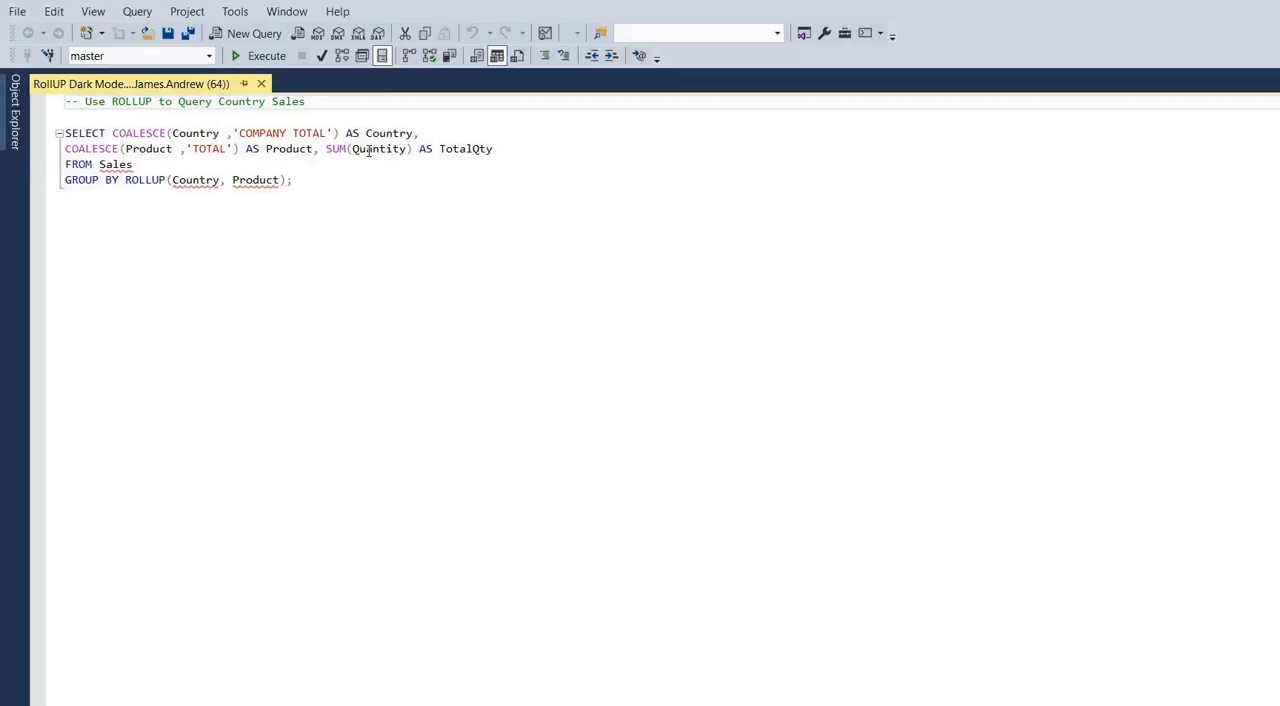 File Edit View Query Project Tools Window Help
New Query
master Execute
Object Explorer
RollUP Dark Mode....James.Andrew (64))
-- Use ROLLUP to Query Country Sales
SELECT COALESCE(Country ,'COMPANY TOTAL') AS Country,
COALESCE(Product ,'TOTAL') AS Product, SUM(Quantity) AS TotalQty
FROM Sales
GROUP BY ROLLUP(Country, Product);